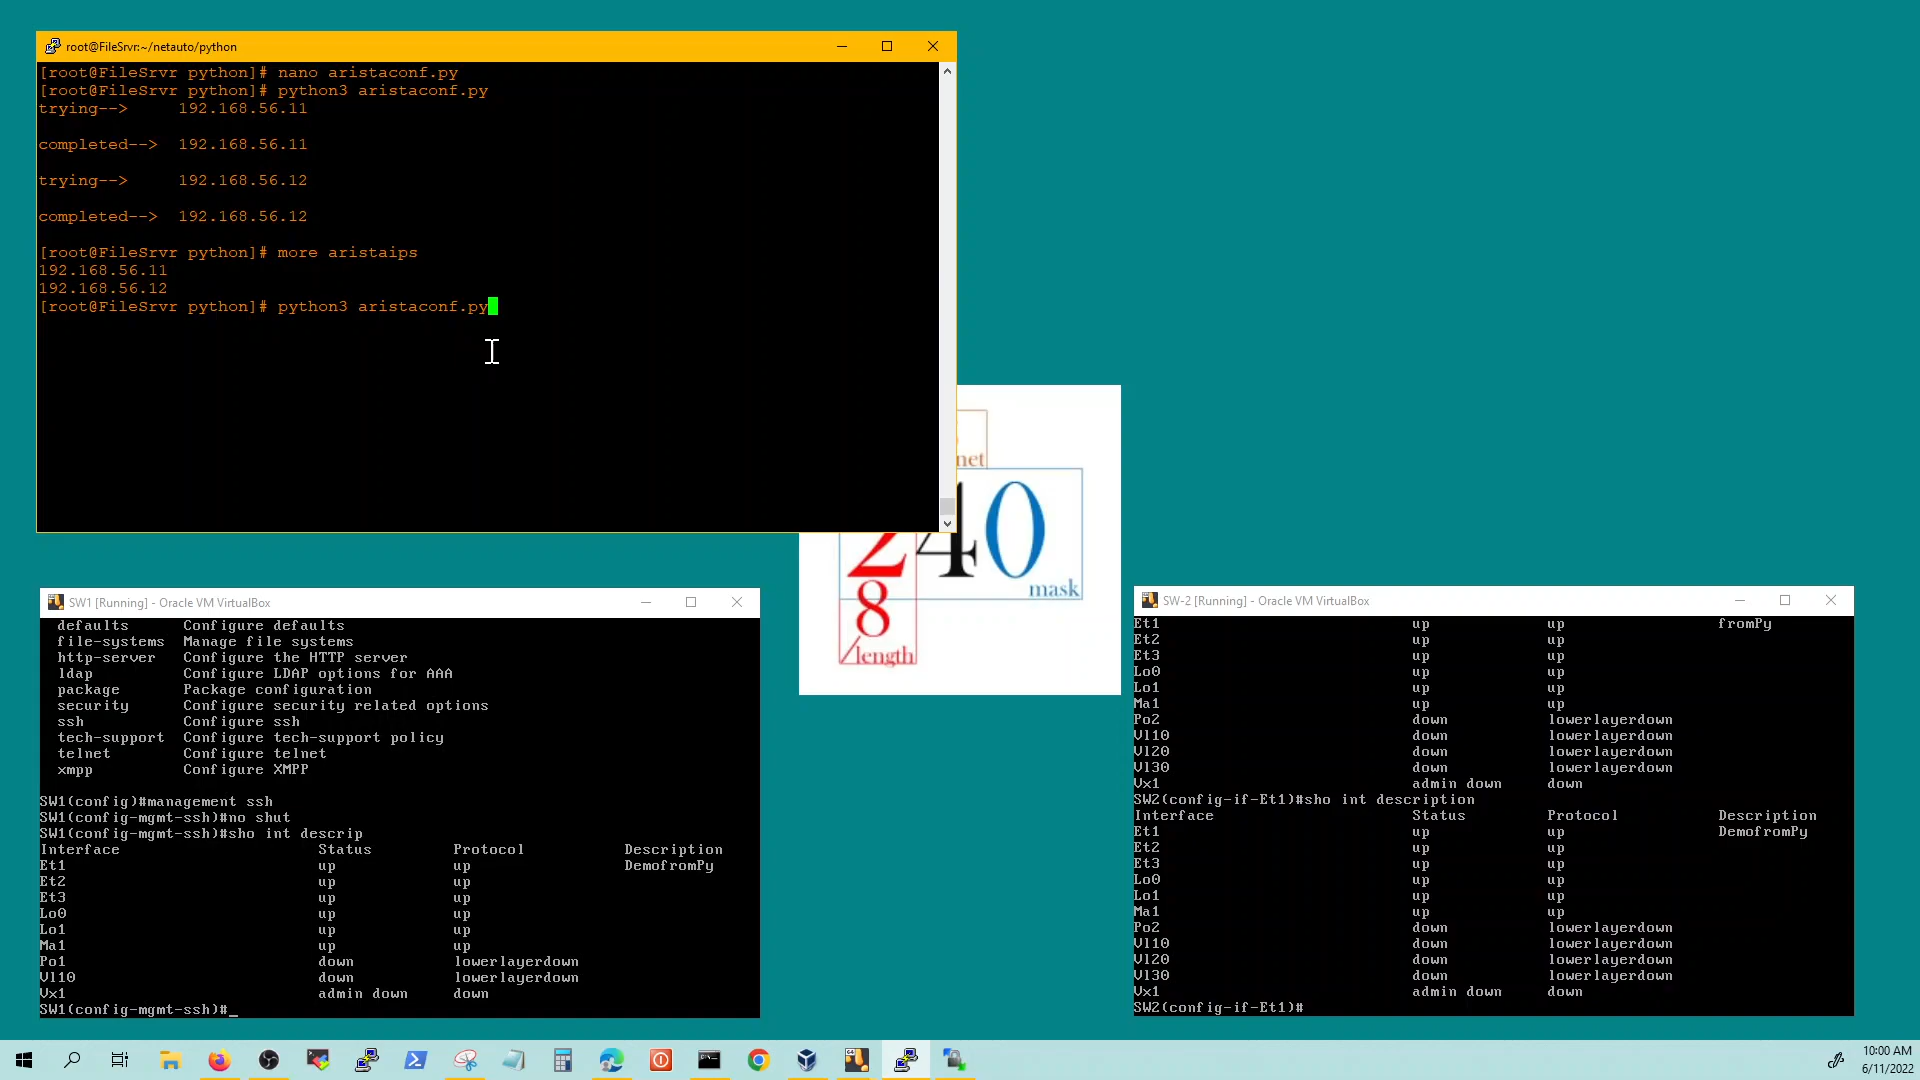 root@FileSrvr:~/netauto/python
[root@FileSrvr python]# nano aristaconf.py
[root@FileSrvr python]# python3 aristaconf.py
trying--> 192.168.56.11
completed--> 192.168.56.11
trying--> 192.168.56.12
completed--> 192.168.56.12
[root@FileSrvr python]# more aristaips
192.168.56.11
192.168.56.12
[root@FileSrvr python]# python3 aristaconf.py
net
240
mask
8
/length
SW1 [Running] - Oracle VM VirtualBox
defaults Configure defaults
file-systems Manage file systems
http-server Configure the HTTP server
ldap Configure LDAP options for AAA
package Package configuration
security Configure security related options
ssh Configure ssh
tech-support Configure tech-support policy
telnet Configure telnet
xmpp Configure XMPP
SW1(config)#management ssh
SW1(config-mgmt-ssh)#no shut
SW1(config-mgmt-ssh)#sho int descrip
Interface Status Protocol Description
Et1 up up DemofromPy
Et2 up up
Et3 up up
Lo0 up up
Lo1 up up
Ma1 up up
Po1 down lowerlayerdown
Vl10 down lowerlayerdown
Vx1 admin down down
SW1(config-mgmt-ssh)#_
SW-2 [Running] - Oracle VM VirtualBox
Et1 up up fromPy
Et2 up up
Et3 up up
Lo0 up up
Lo1 up up
Ma1 up up
Po2 down lowerlayerdown
Vl10 down lowerlayerdown
Vl20 down lowerlayerdown
Vl30 down lowerlayerdown
Vx1 admin down down
SW2(config-if-Et1)#sho int description
Interface Status Protocol Description
Et1 up up DemofromPy
Et2 up up
Et3 up up
Lo0 up up
Lo1 up up
Ma1 up up
Po2 down lowerlayerdown
Vl10 down lowerlayerdown
Vl20 down lowerlayerdown
Vl30 down lowerlayerdown
Vx1 admin down down
SW2(config-if-Et1)#
10:00 AM
6/11/2022